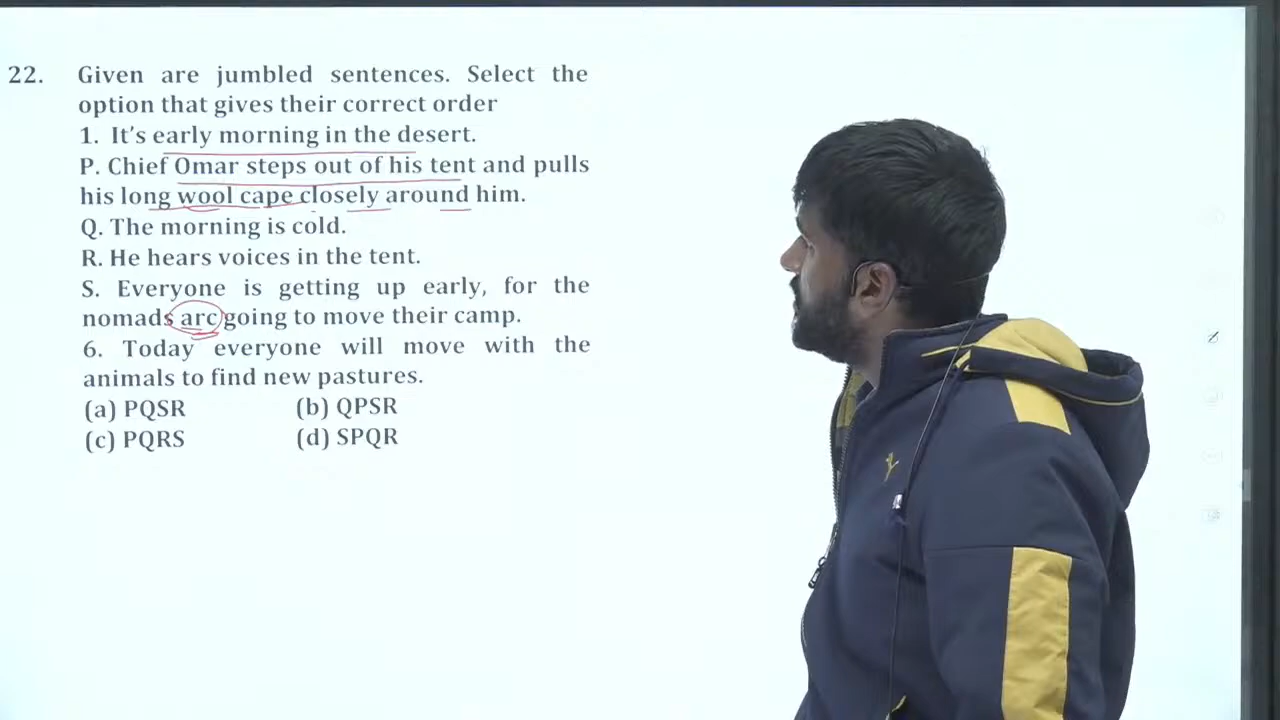 22. Given are jumbled sentences. Select the
option that gives their correct order
1. It's early morning in the desert.
P. Chief Omar steps out of his tent and pulls
his long wool cape closely around him.
Q. The morning is cold.
R. He hears voices in the tent.
S. Everyone is getting up early, for the
nomads arc going to move their camp.
6. Today everyone will move with the
animals to find new pastures.
(a) PQSR (b) QPSR
(c) PQRS (d) SPQR